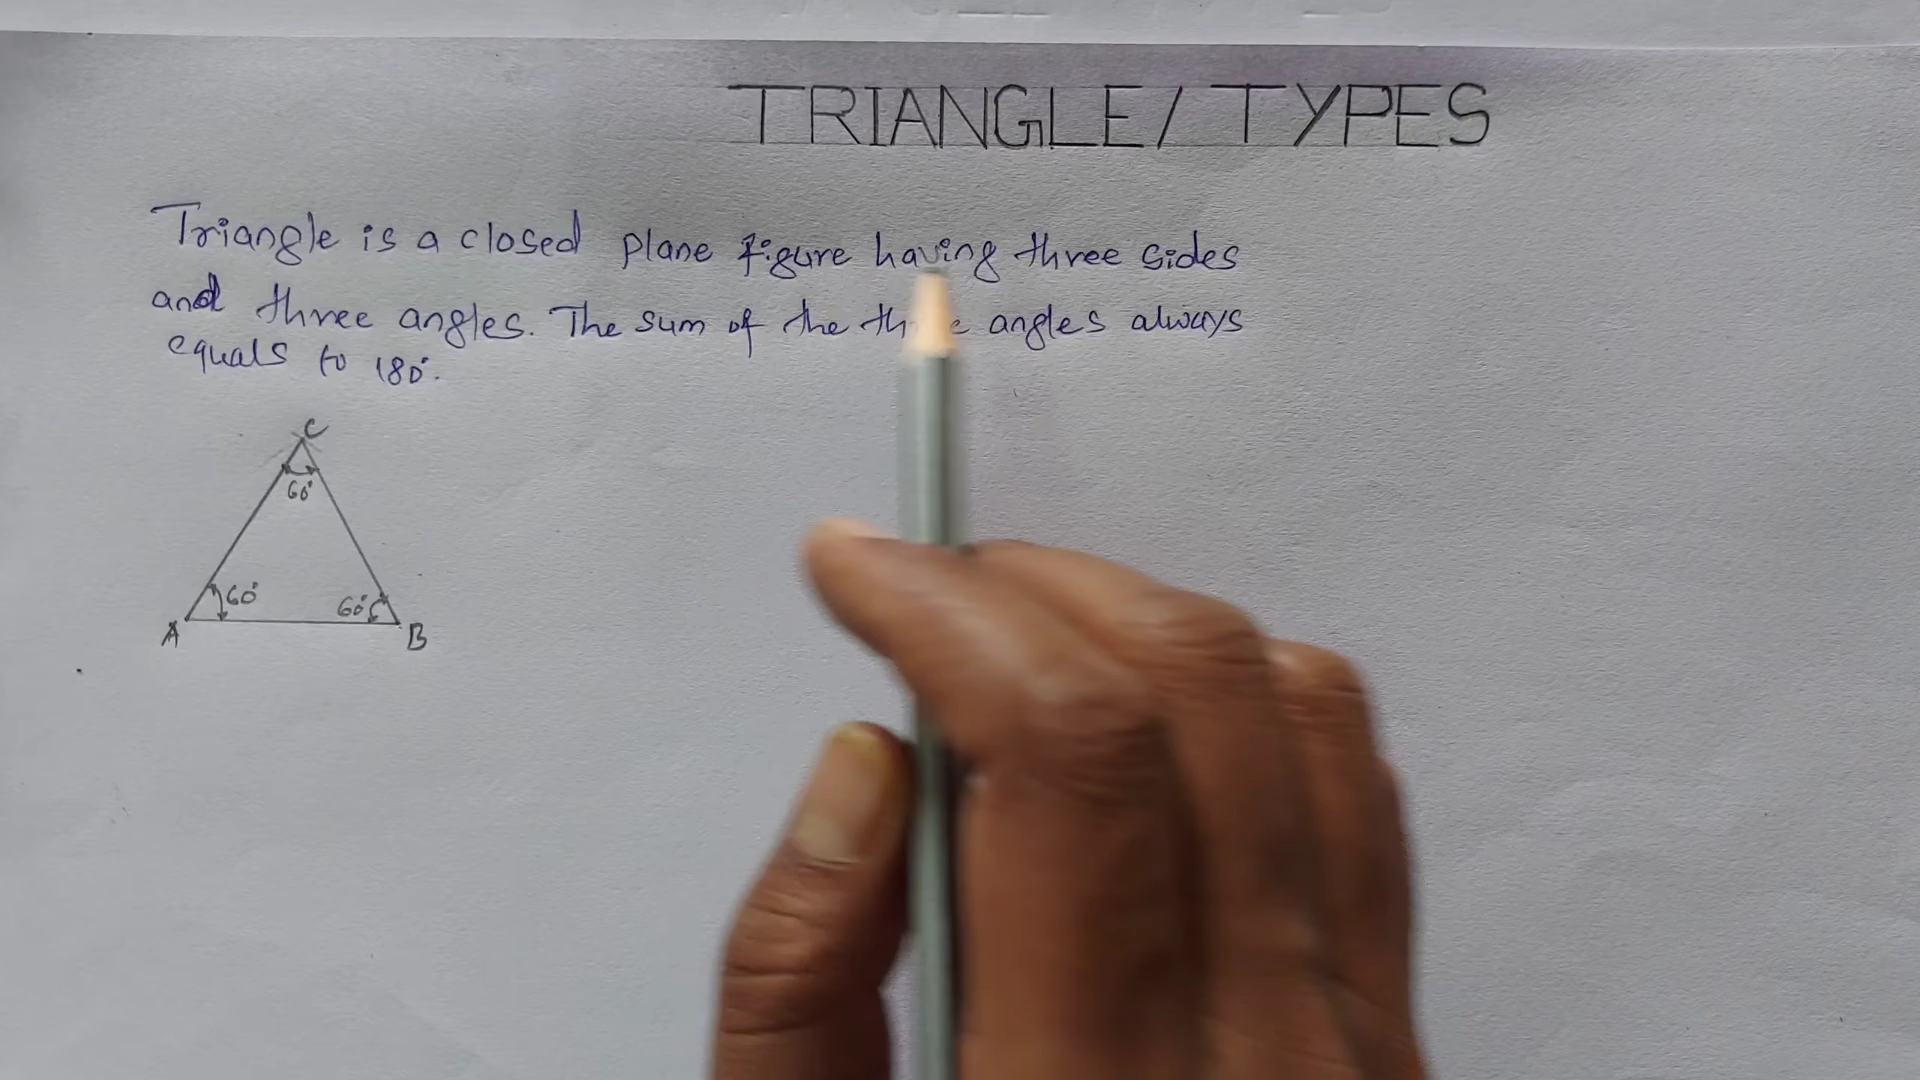 TRIANGLE / TYPES
Triangle is a closed plane figure having three sides
and three angles. The sum of the three angles always
equals to 180°.
C
60°
60°
60°
A
B